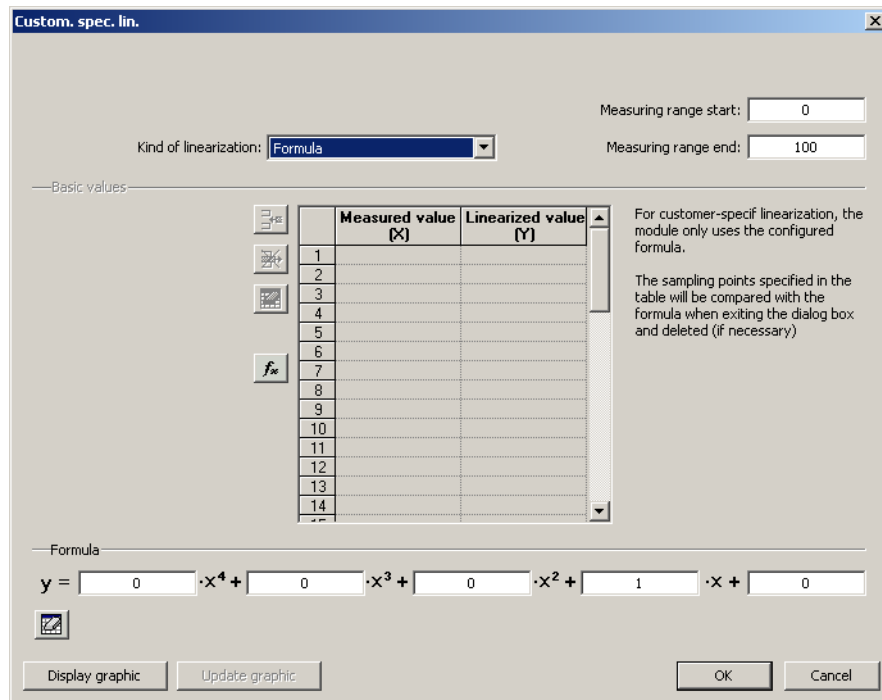 Custom. spec. lin.
Measuring range start: 0
Kind of linearization: Formula
Measuring range end: 100
Basic values
Measured value (X)
Linearized value (Y)
1
2
3
4
5
6
7
8
9
10
11
12
13
14
15
For customer-specif linearization, the
module only uses the configured
formula.
The sampling points specified in the
table will be compared with the
formula when exiting the dialog box
and deleted (if necessary)
fx
Formula
y = 0 ·x⁴ + 0 ·x³ + 0 ·x² + 1 ·x + 0
Display graphic
Update graphic
OK
Cancel